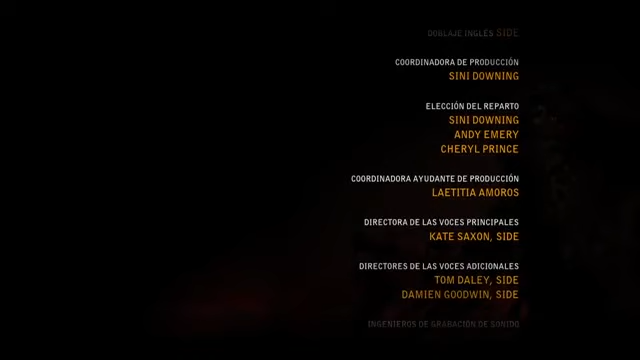 DOBLAJE INGLÉS SIDE
COORDINADORA DE PRODUCCIÓN
SINI DOWNING
ELECCIÓN DEL REPARTO
SINI DOWNING
ANDY EMERY
CHERYL PRINCE
COORDINADORA AYUDANTE DE PRODUCCIÓN
LAETITIA AMOROS
DIRECTORA DE LAS VOCES PRINCIPALES
KATE SAXON, SIDE
DIRECTORES DE LAS VOCES ADICIONALES
TOM DALEY, SIDE
DAMIEN GOODWIN, SIDE
INGENIEROS DE GRABACIÓN DE SONIDO